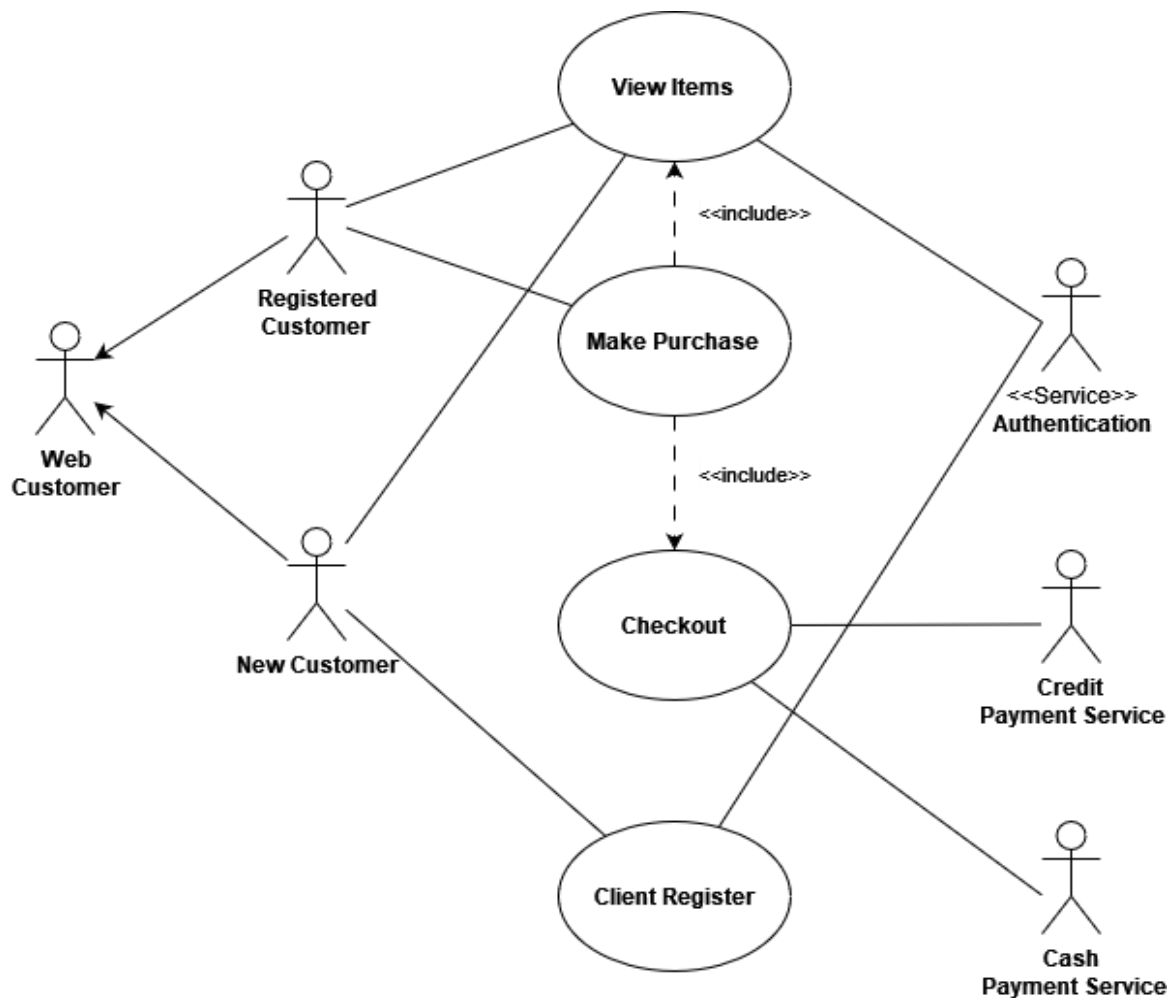 View Items
<<include>>
Registered
Customer
Make Purchase
<<Service>>
Authentication
Web
Customer
<<include>>
Checkout
New Customer
Credit
Payment Service
Client Register
Cash
Payment Service